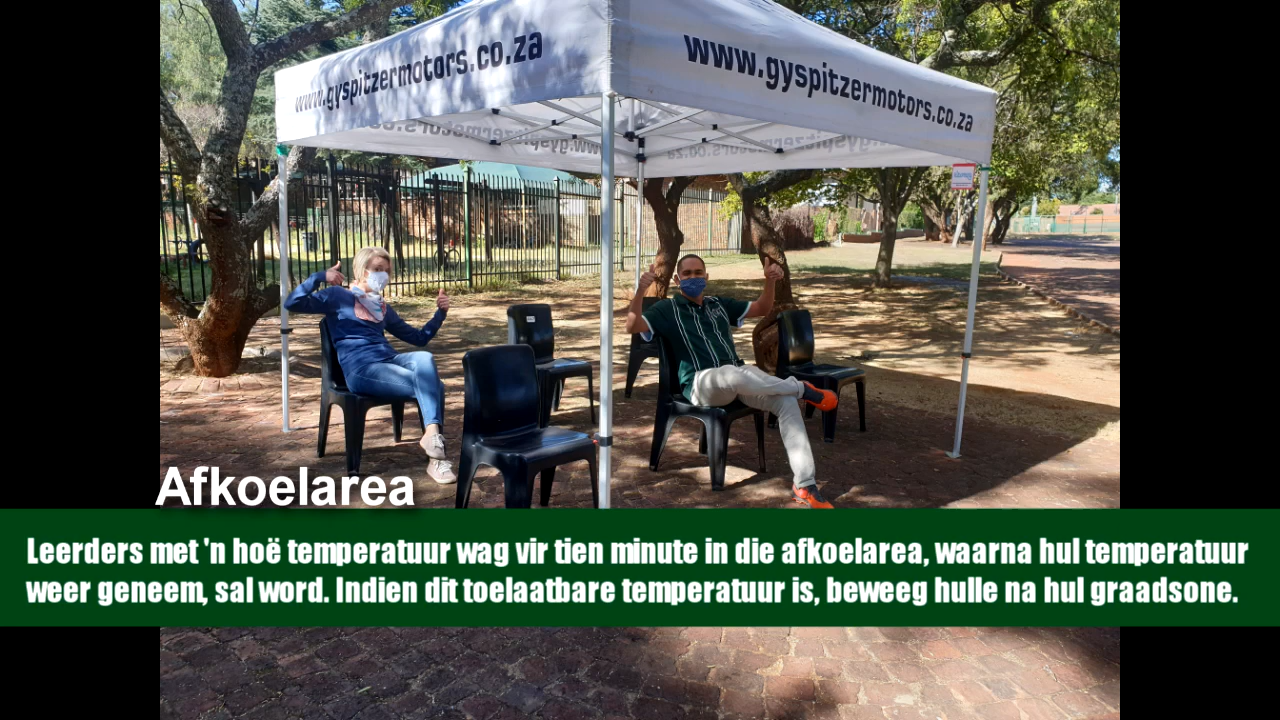 www.gyspitzermotors.co.za www.gyspitzermotors.co.za
Afkoelarea
Leerders met 'n hoë temperatuur wag vir tien minute in die afkoelarea, waarna hul temperatuur
weer geneem, sal word. Indien dit toelaatbare temperatuur is, beweeg hulle na hul graadsone.